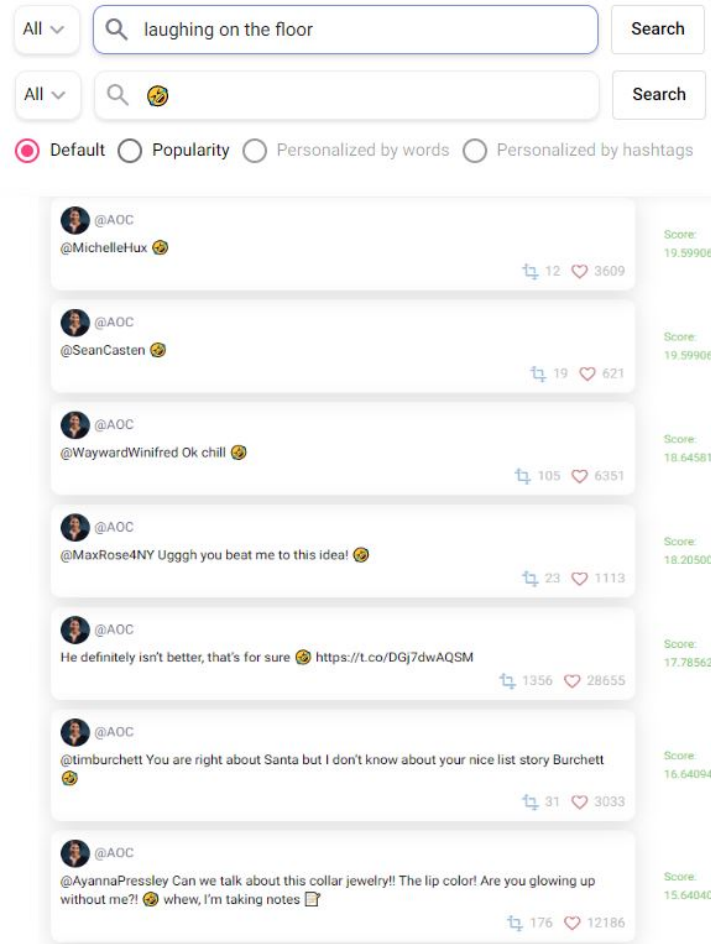 All laughing on the floor Search
All 🤣 Search
Default Popularity Personalized by words Personalized by hashtags
@AOC
@MichelleHux 🤣
12 3609
Score:
19.59906
@AOC
@SeanCasten 🤣
19 621
Score:
19.59906
@AOC
@WaywardWinifred Ok chill 🤣
105 6351
Score:
18.64581
@AOC
@MaxRose4NY Ugggh you beat me to this idea! 🤣
23 1113
Score:
18.20500
@AOC
He definitely isn't better, that's for sure 🤣 https://t.co/DGj7dwAQSM
1356 28655
Score:
17.78562
@AOC
@timburchett You are right about Santa but I don't know about your nice list story Burchett
🤣
31 3033
Score:
16.64094
@AOC
@AyannaPressley Can we talk about this collar jewelry!! The lip color! Are you glowing up
without me?! 🤣 whew, I'm taking notes 📝
176 12186
Score:
15.64040